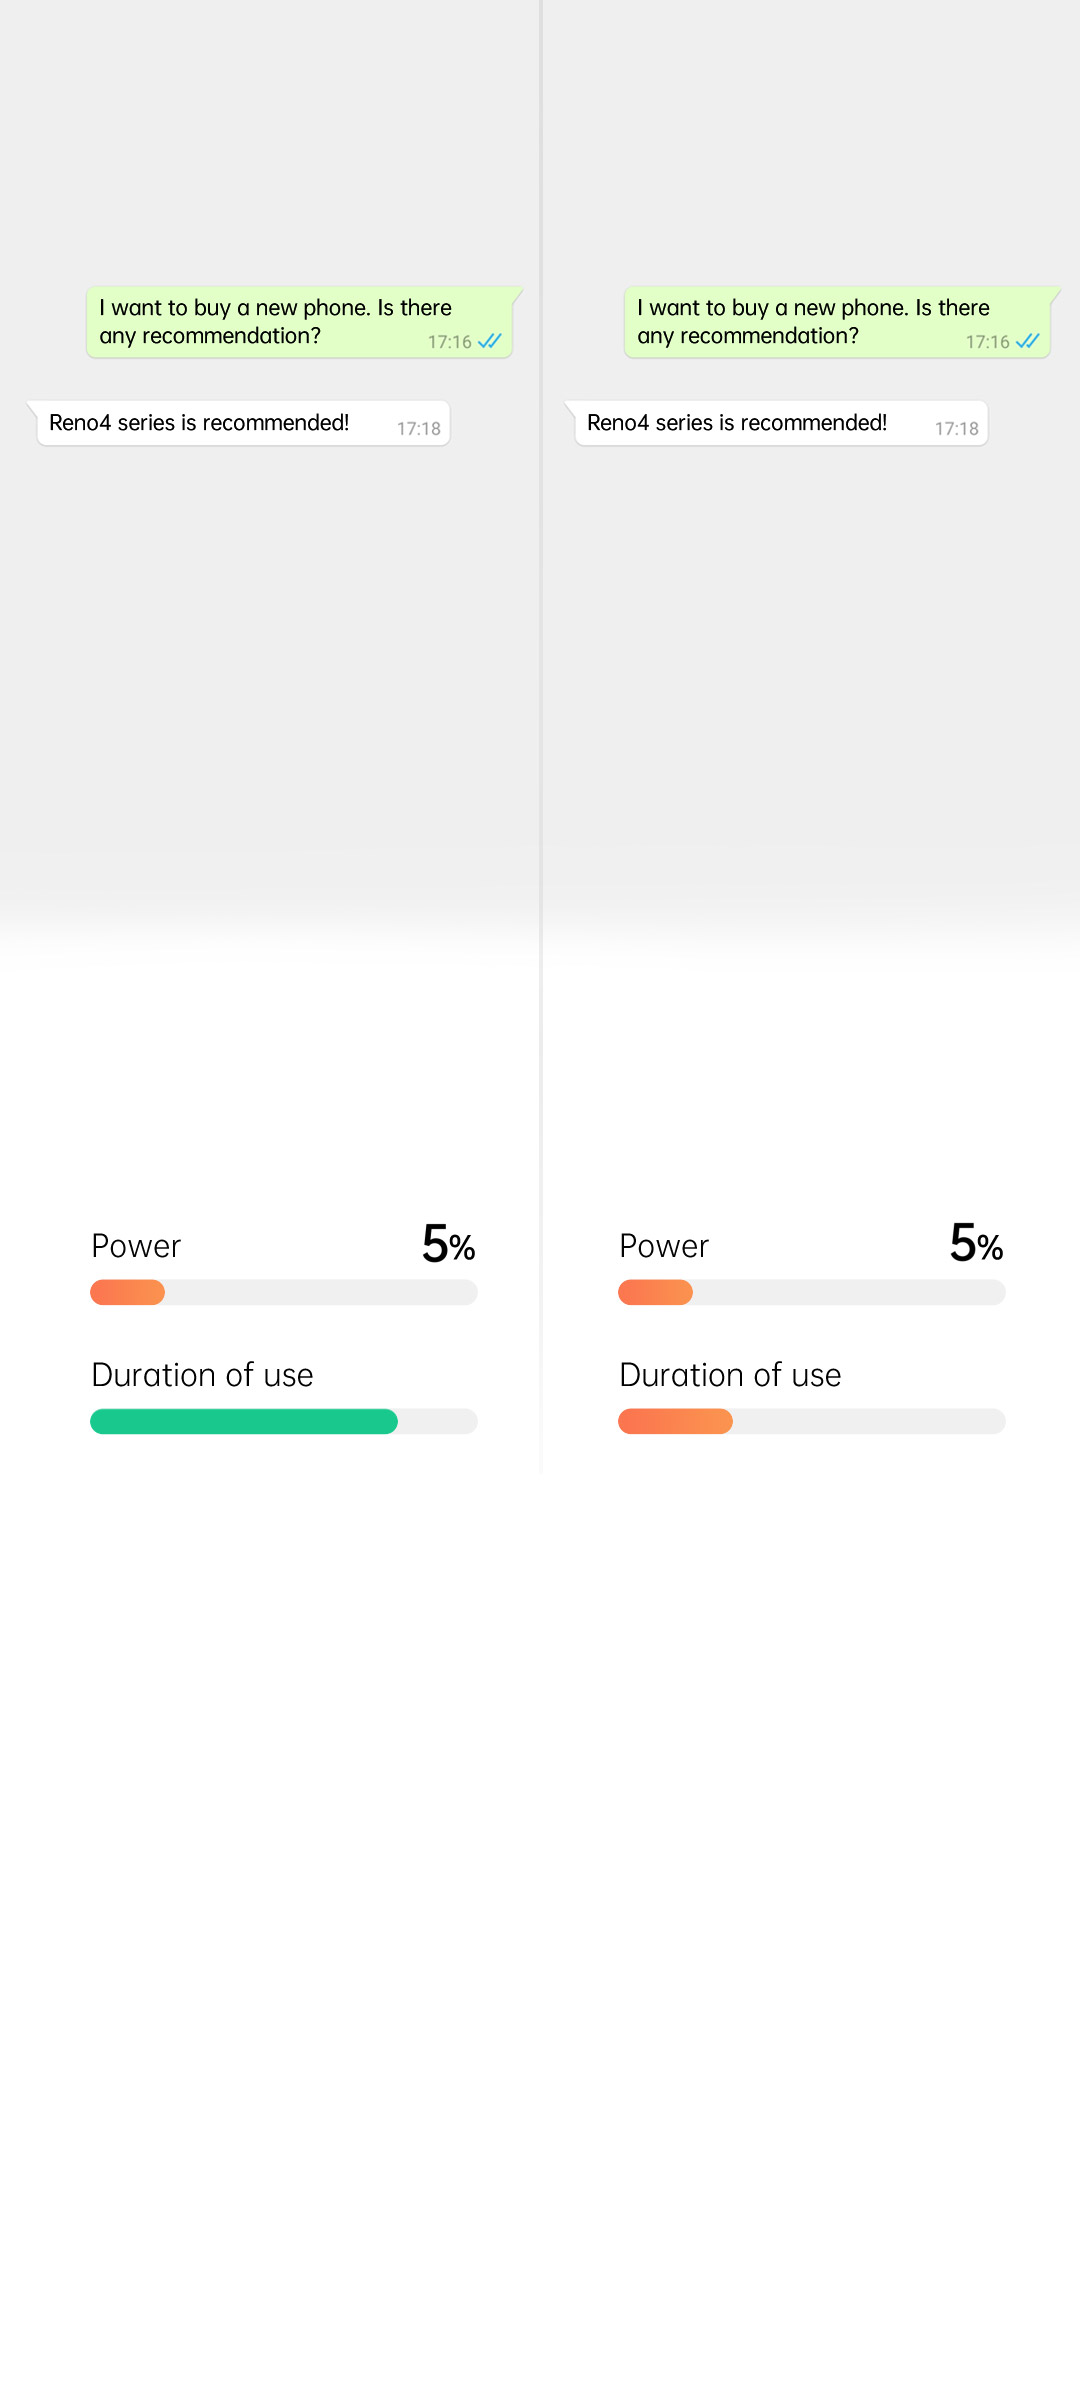 I want to buy a new phone. Is there
any recommendation?
17:16
Reno4 series is recommended!
17:18
Power
5%
Duration of use
I want to buy a new phone. Is there
any recommendation?
17:16
Reno4 series is recommended!
17:18
Power
5%
Duration of use